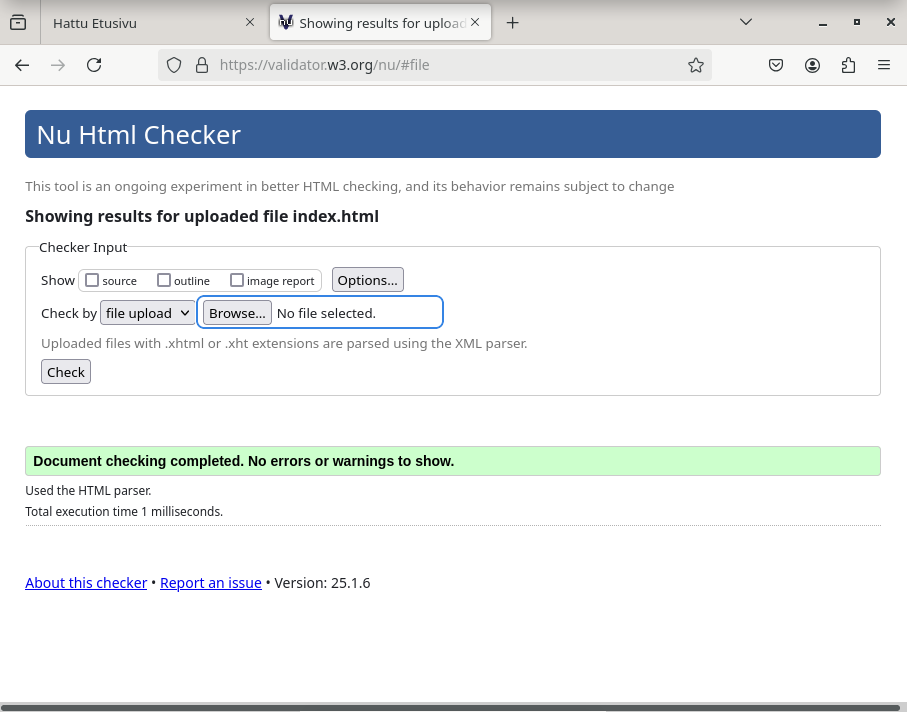 Hattu Etusivu
nu Showing results for upload
https://validator.w3.org/nu/#file
Nu Html Checker
This tool is an ongoing experiment in better HTML checking, and its behavior remains subject to change
Showing results for uploaded file index.html
Checker Input
Show source outline image report Options...
Check by file upload Browse... No file selected.
Uploaded files with .xhtml or .xht extensions are parsed using the XML parser.
Check
Document checking completed. No errors or warnings to show.
Used the HTML parser.
Total execution time 1 milliseconds.
About this checker • Report an issue • Version: 25.1.6